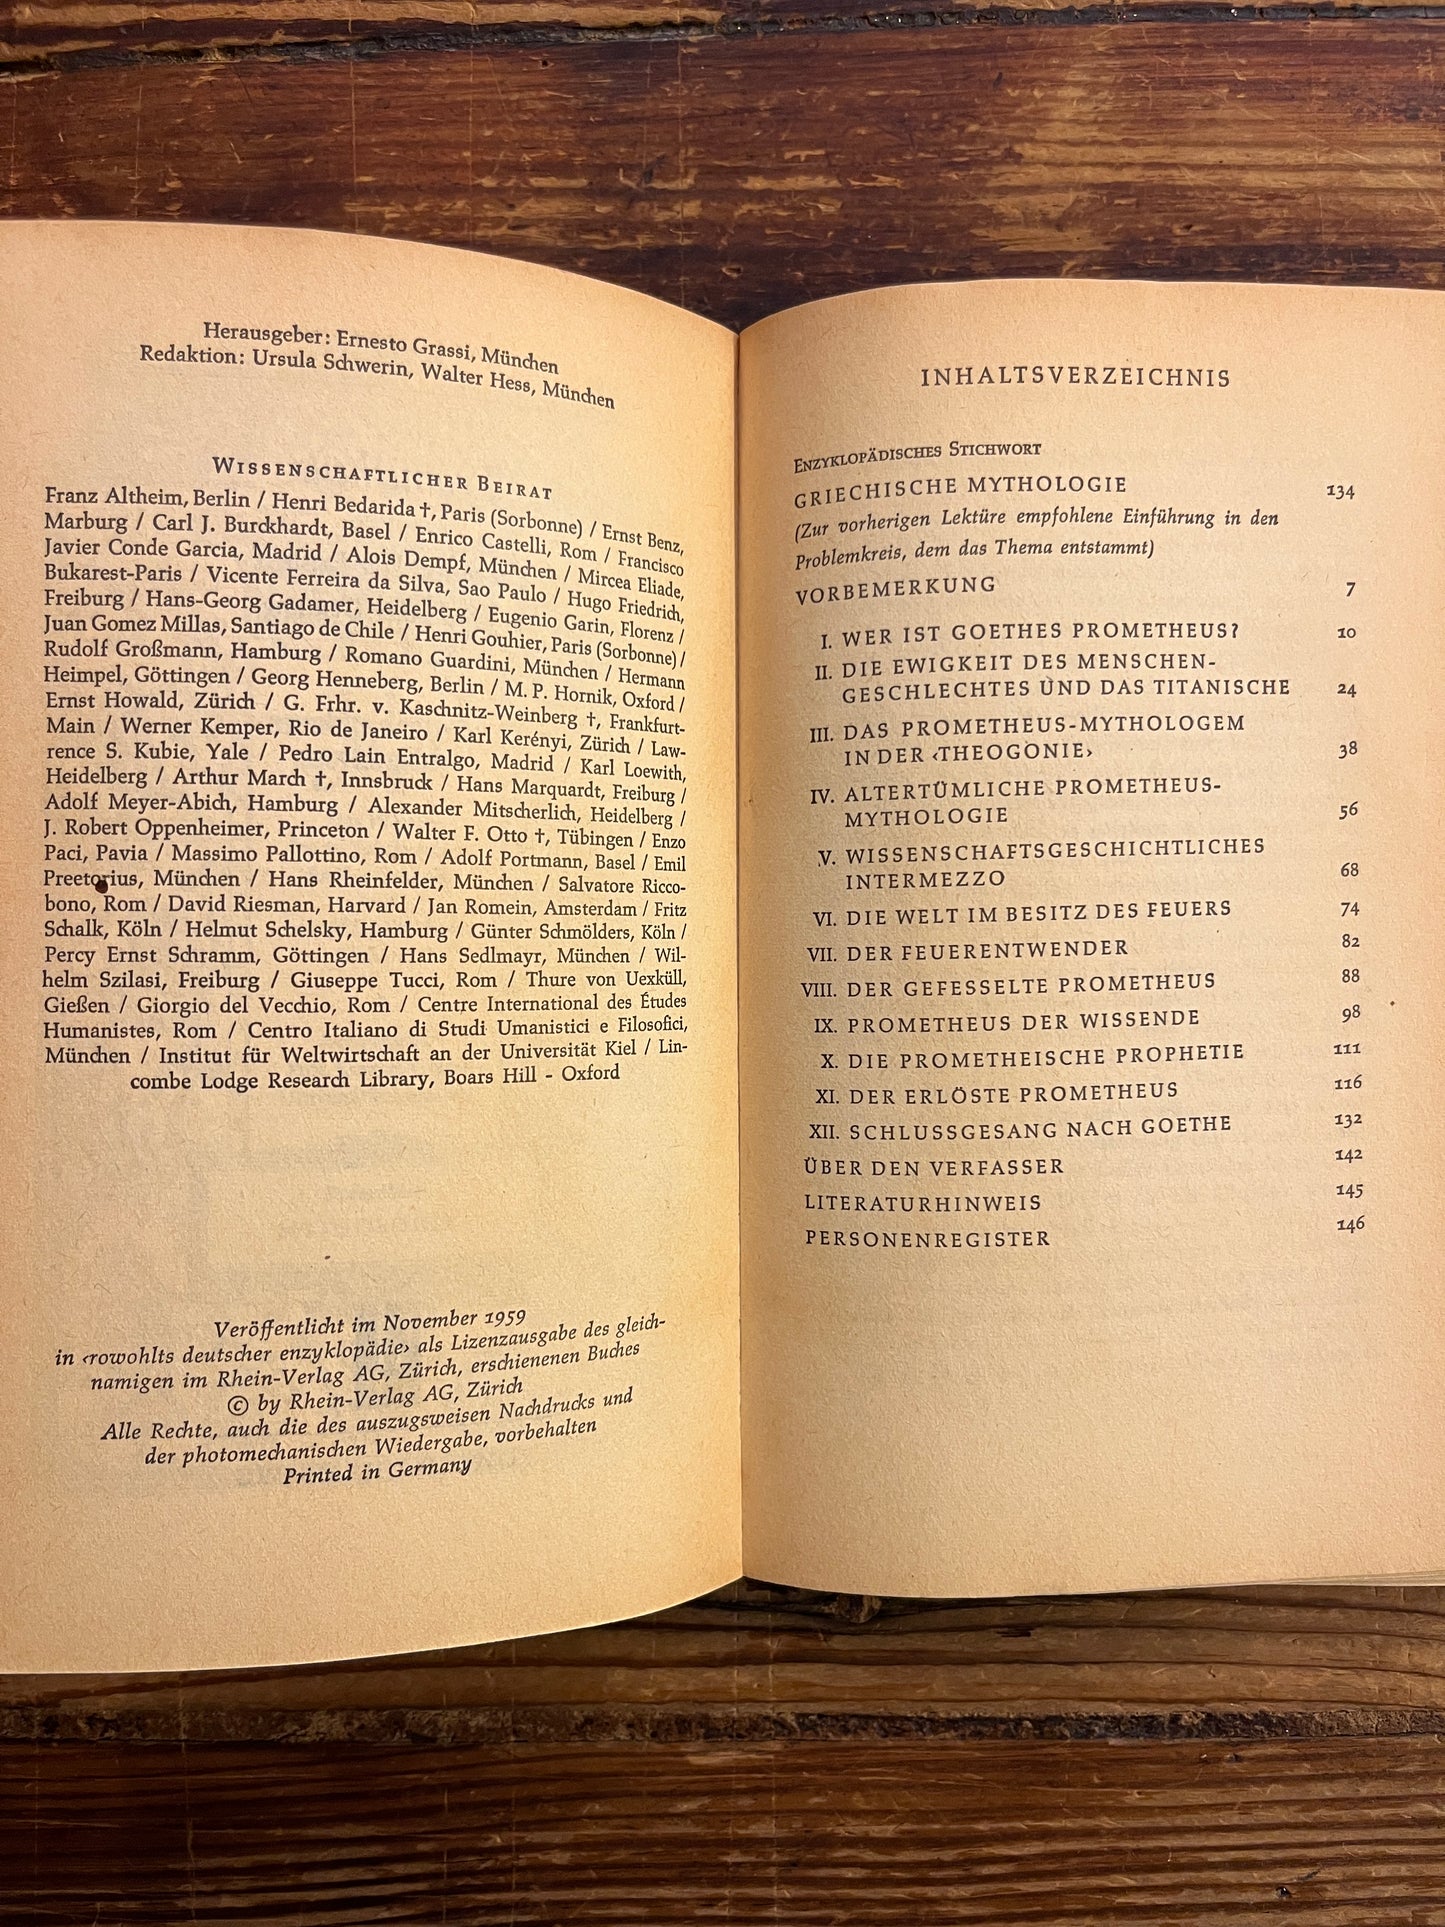 Herausgeber: Ernesto Grassi, München
Redaktion: Ursula Schwerin, Walter Hess, München
WISSENSCHAFTLICHER BEIRAT
Franz Altheim, Berlin / Henri Bedarida †, Paris (Sorbonne) / Ernst Benz,
Marburg / Carl J. Burckhardt, Basel / Enrico Castelli, Rom / Francisco
Javier Conde Garcia, Madrid / Alois Dempf, München / Mircea Eliade,
Bukarest-Paris / Vicente Ferreira da Silva, Sao Paulo / Hugo Friedrich,
Freiburg / Hans-Georg Gadamer, Heidelberg / Eugenio Garin, Florenz /
Juan Gomez Millas, Santiago de Chile / Henri Gouhier, Paris (Sorbonne) /
Rudolf Großmann, Hamburg / Romano Guardini, München / Hermann
Heimpel, Göttingen / Georg Henneberg, Berlin / M. P. Hornik, Oxford /
Ernst Howald, Zürich / G. Frhr. v. Kaschnitz-Weinberg †, Frankfurt-
Main / Werner Kemper, Rio de Janeiro / Karl Kerényi, Zürich / Law-
rence S. Kubie, Yale / Pedro Lain Entralgo, Madrid / Karl Loewith,
Heidelberg / Arthur March †, Innsbruck / Hans Marquardt, Freiburg /
Adolf Meyer-Abich, Hamburg / Alexander Mitscherlich, Heidelberg /
J. Robert Oppenheimer, Princeton / Walter F. Otto †, Tübingen / Enzo
Paci, Pavia / Massimo Pallottino, Rom / Adolf Portmann, Basel / Emil
Preetorius, München / Hans Rheinfelder, München / Salvatore Ricco-
bono, Rom / David Riesman, Harvard / Jan Romein, Amsterdam / Fritz
Schalk, Köln / Helmut Schelsky, Hamburg / Günter Schmölders, Köln /
Percy Ernst Schramm, Göttingen / Hans Sedlmayr, München / Wil-
helm Szilasi, Freiburg / Giuseppe Tucci, Rom / Thure von Uexküll,
Gießen / Giorgio del Vecchio, Rom / Centre International des Études
Humanistes, Rom / Centro Italiano di Studi Umanistici e Filosofici,
München / Institut für Weltwirtschaft an der Universität Kiel / Lin-
combe Lodge Research Library, Boars Hill - Oxford
Veröffentlicht im November 1959
in ‹rowohlts deutscher enzyklopädie› als Lizenzausgabe des gleich-
namigen im Rhein-Verlag AG, Zürich, erschienenen Buches
© by Rhein-Verlag AG, Zürich
Alle Rechte, auch die des auszugsweisen Nachdrucks und
der photomechanischen Wiedergabe, vorbehalten
Printed in Germany
INHALTSVERZEICHNIS
ENZYKLOPÄDISCHES STICHWORT
GRIECHISCHE MYTHOLOGIE 134
(Zur vorherigen Lektüre empfohlene Einführung in den
Problemkreis, dem das Thema entstammt)
VORBEMERKUNG 7
I. WER IST GOETHES PROMETHEUS? 10
II. DIE EWIGKEIT DES MENSCHEN-
GESCHLECHTES UND DAS TITANISCHE 24
III. DAS PROMETHEUS-MYTHOLOGEM
IN DER ‹THEOGONIE› 38
IV. ALTERTÜMLICHE PROMETHEUS-
MYTHOLOGIE 56
V. WISSENSCHAFTSGESCHICHTLICHES
INTERMEZZO 68
VI. DIE WELT IM BESITZ DES FEUERS 74
VII. DER FEUERENTWENDER 82
VIII. DER GEFESSELTE PROMETHEUS 88
IX. PROMETHEUS DER WISSENDE 98
X. DIE PROMETHEISCHE PROPHETIE 111
XI. DER ERLÖSTE PROMETHEUS 116
XII. SCHLUSSGESANG NACH GOETHE 132
ÜBER DEN VERFASSER 142
LITERATURHINWEIS 145
PERSONENREGISTER 146